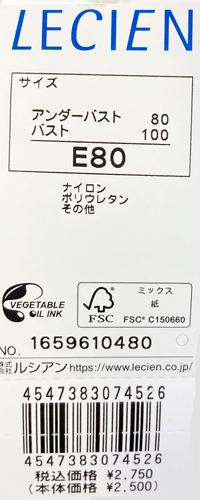 LECIEN
サイズ
アンダーバスト 80
バスト 100
E80
ナイロン
ポリウレタン
その他
VEGETABLE
OIL INK
FSC
ミックス
紙
FSC® C150660
NO. 1659610480
株式会社ルシアン https://www.lecien.co.jp/
4547383074526
4547383074526
税込価格 ¥2,750
(本体価格 ¥2,500)